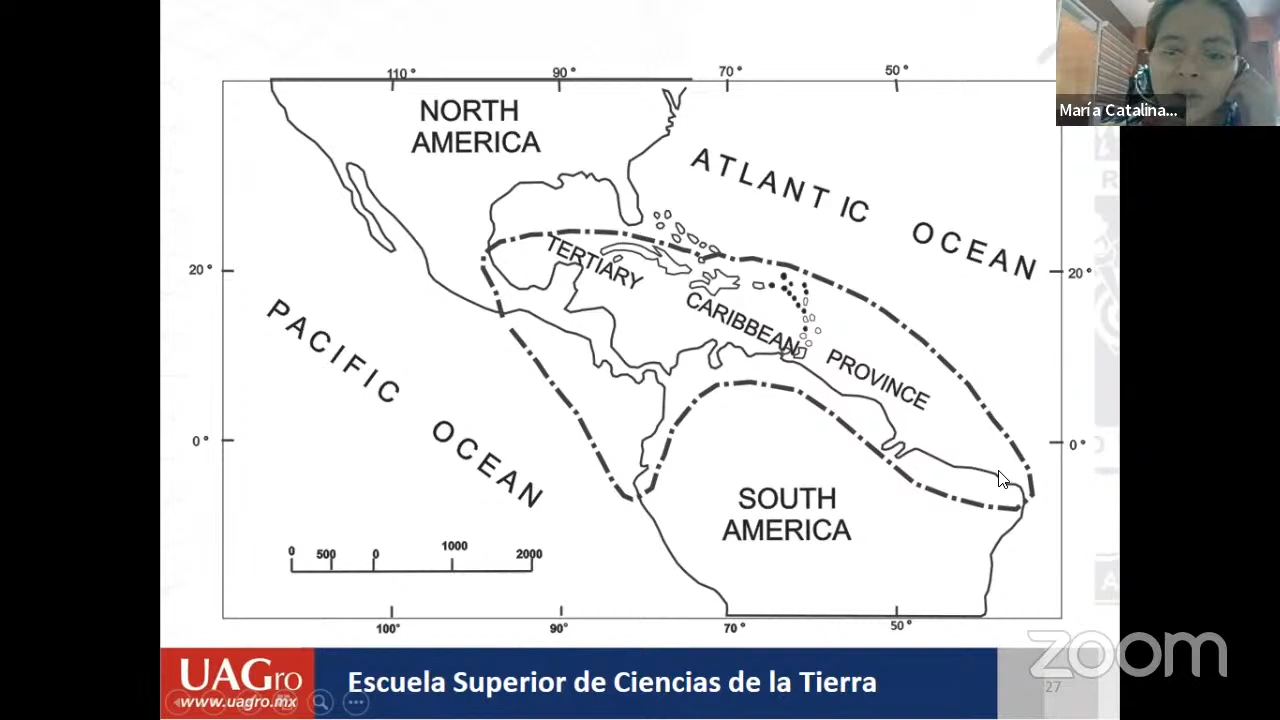 110 °
90 °
70 °
50 °
NORTH
AMERICA
ATLANTIC OCEAN
20 °
20 °
TERTIARY
CARIBBEAN
PROVINCE
PACIFIC OCEAN
0 °
0 °
SOUTH
AMERICA
0 500 0 1000 2000
100°
90°
70 °
50 °
María Catalina...
UAGro
www.uagro.mx
Escuela Superior de Ciencias de la Tierra
27
zoom